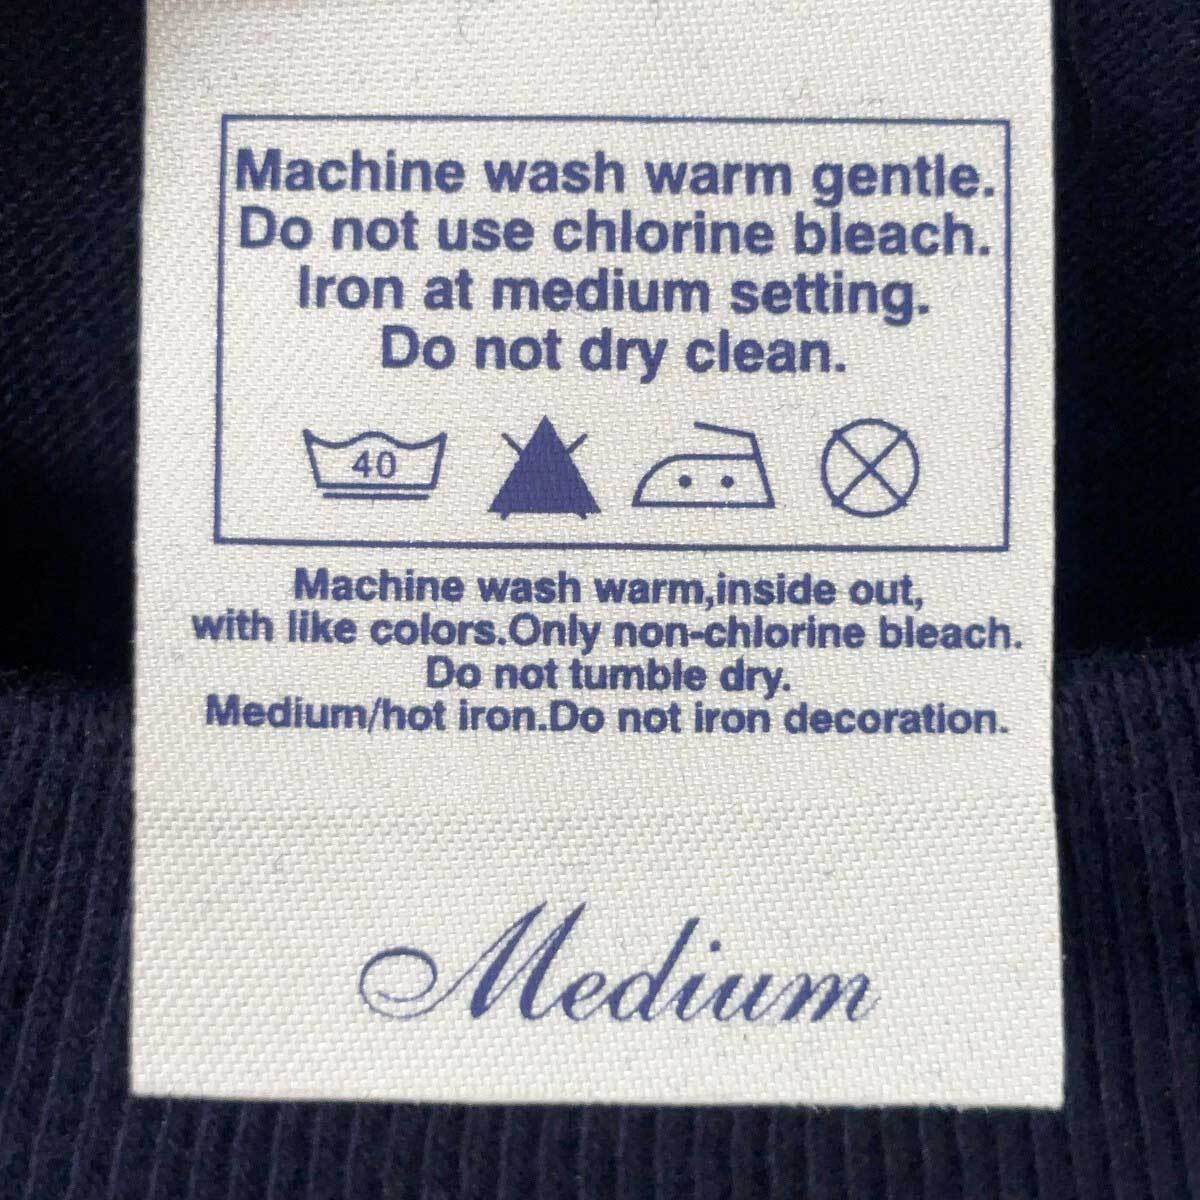 Machine wash warm gentle.
Do not use chlorine bleach.
Iron at medium setting.
Do not dry clean.
40
Machine wash warm,inside out,
with like colors.Only non-chlorine bleach.
Do not tumble dry.
Medium/hot iron.Do not iron decoration.
Medium